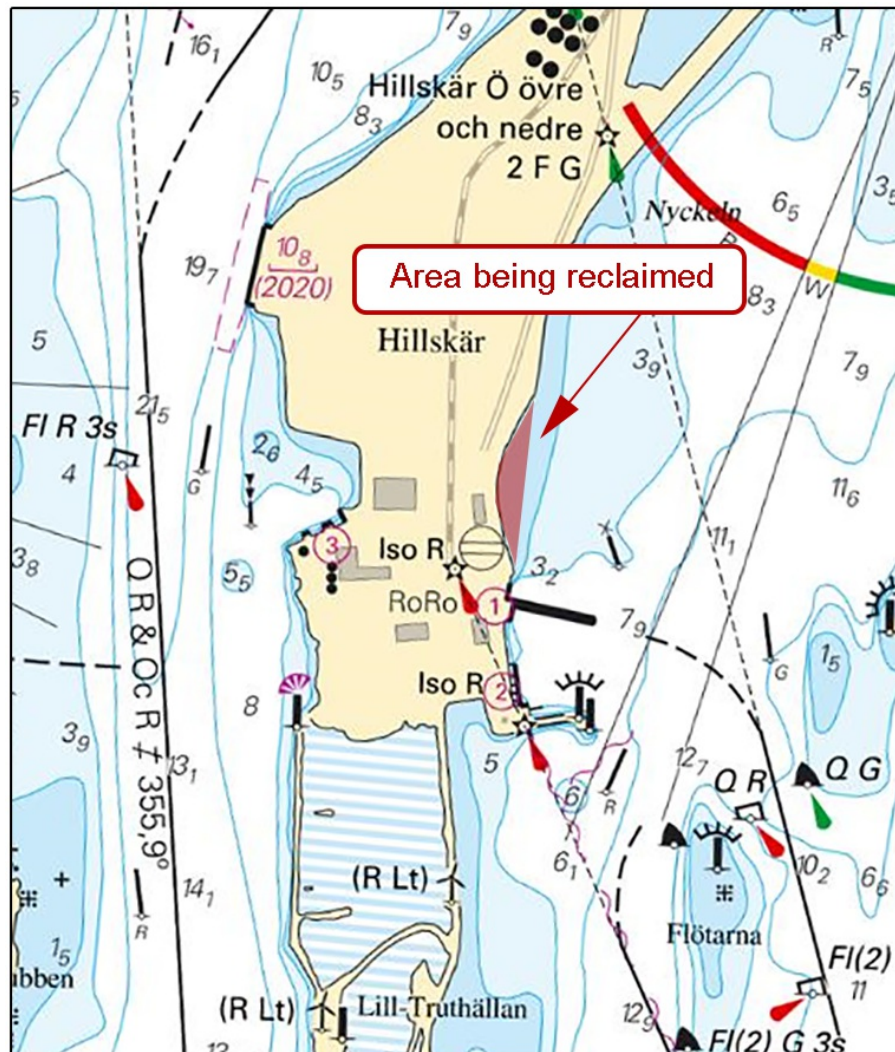 7₉
16₁
R
10₅
Hillskär Ö övre
och nedre
2 F G
8₃
7₅
6₅
3₅
Nyckeln
R
W
19₇
10₈
(2020)
Area being reclaimed
8₃
Hillskär
5
3₉
7₉
21₅
Fl R 3s
4
G
2₆
4₅
11₆
11₁
3
Iso R
3₂
3₈
5₅
RoRo
1
7₉
G
1₅
Iso R
2
8
3₉
5
12₇
Q R
Q G
13₁
6
R
Q R & Oc R ≠ 355,9°
6₁
10₂
6₆
(R Lt)
14₁
R
1₅
Flötarna
Fl(2)
11
bben
(R Lt)
Lill-Truthällan
12₉
Fl(2) G 3s